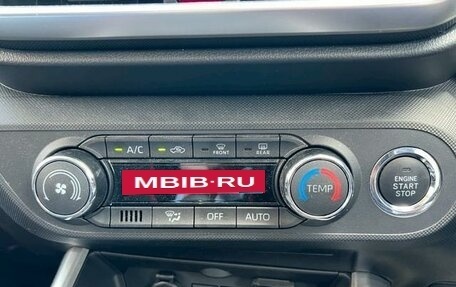 A/C
FRONT
REAR
MBIB-RU
TEMP
ENGINE
START
STOP
OFF
AUTO